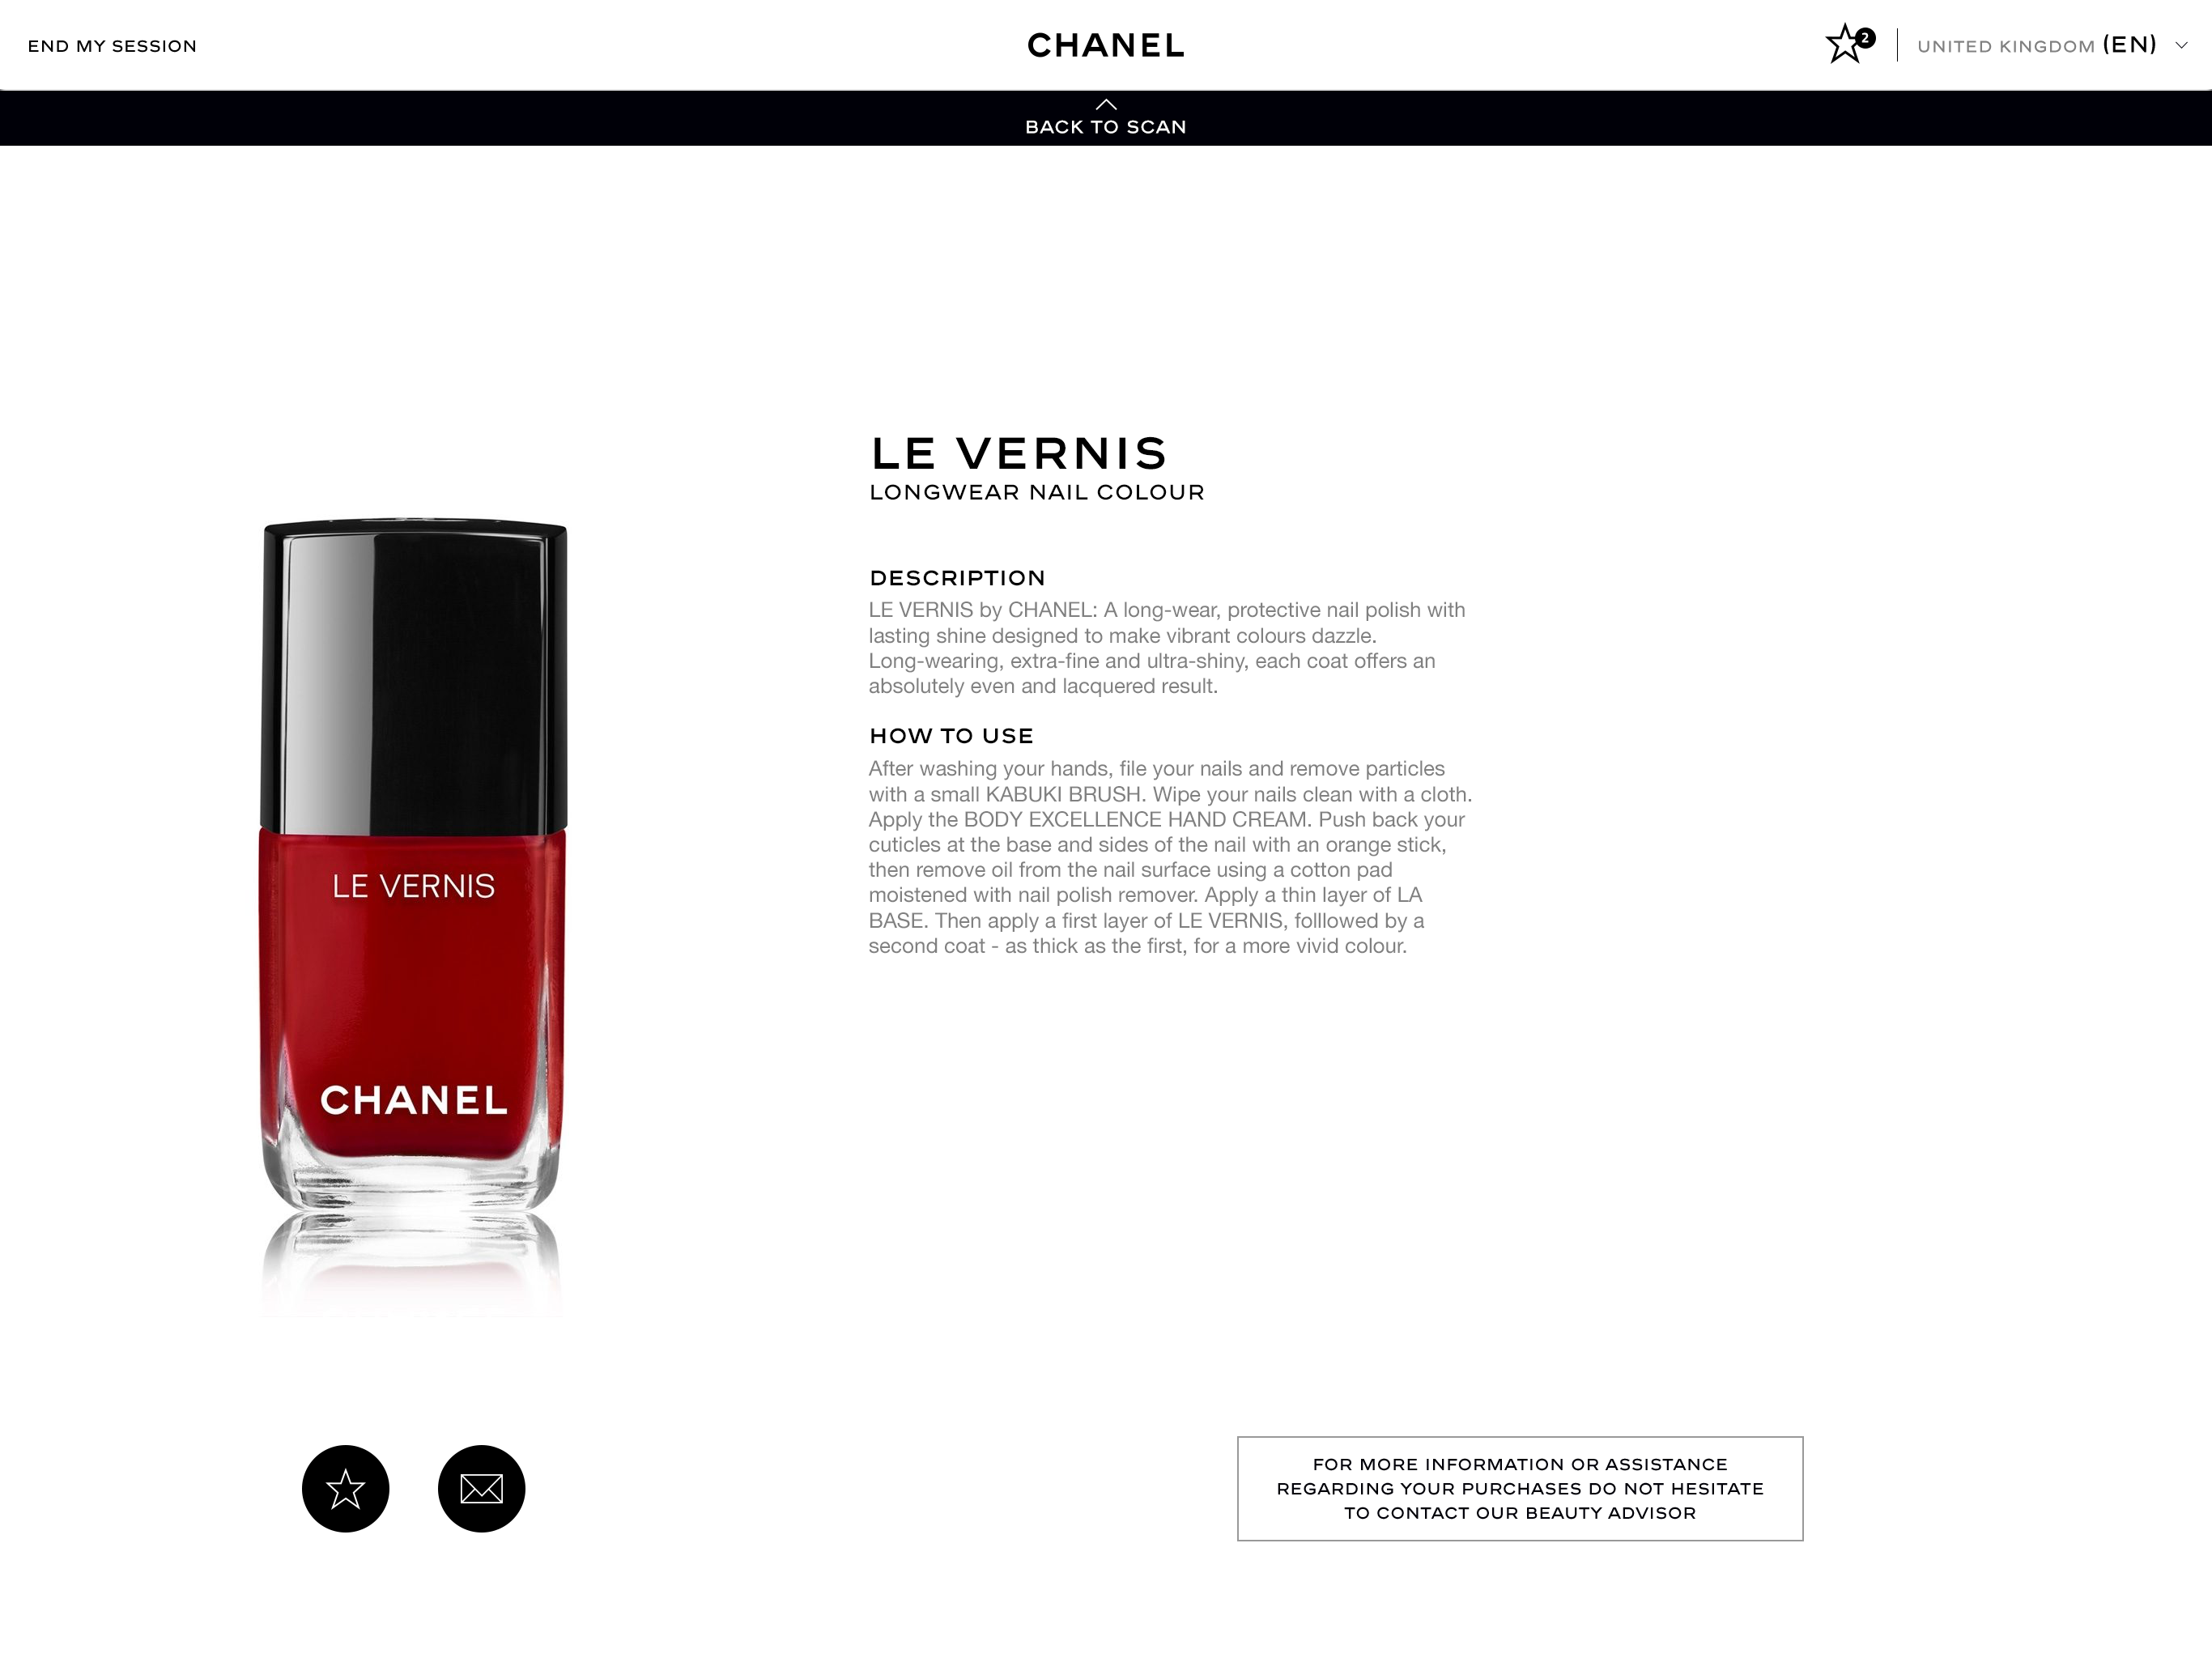 END MY SESSION
CHANEL
2
UNITED KINGDOM (EN)
BACK TO SCAN
LE VERNIS
LONGWEAR NAIL COLOUR
DESCRIPTION
LE VERNIS by CHANEL: A long-wear, protective nail polish with
lasting shine designed to make vibrant colours dazzle.
Long-wearing, extra-fine and ultra-shiny, each coat offers an
absolutely even and lacquered result.
HOW TO USE
After washing your hands, file your nails and remove particles
with a small KABUKI BRUSH. Wipe your nails clean with a cloth.
Apply the BODY EXCELLENCE HAND CREAM. Push back your
cuticles at the base and sides of the nail with an orange stick,
then remove oil from the nail surface using a cotton pad
moistened with nail polish remover. Apply a thin layer of LA
BASE. Then apply a first layer of LE VERNIS, folllowed by a
second coat - as thick as the first, for a more vivid colour.
LE VERNIS
CHANEL
FOR MORE INFORMATION OR ASSISTANCE
REGARDING YOUR PURCHASES DO NOT HESITATE
TO CONTACT OUR BEAUTY ADVISOR